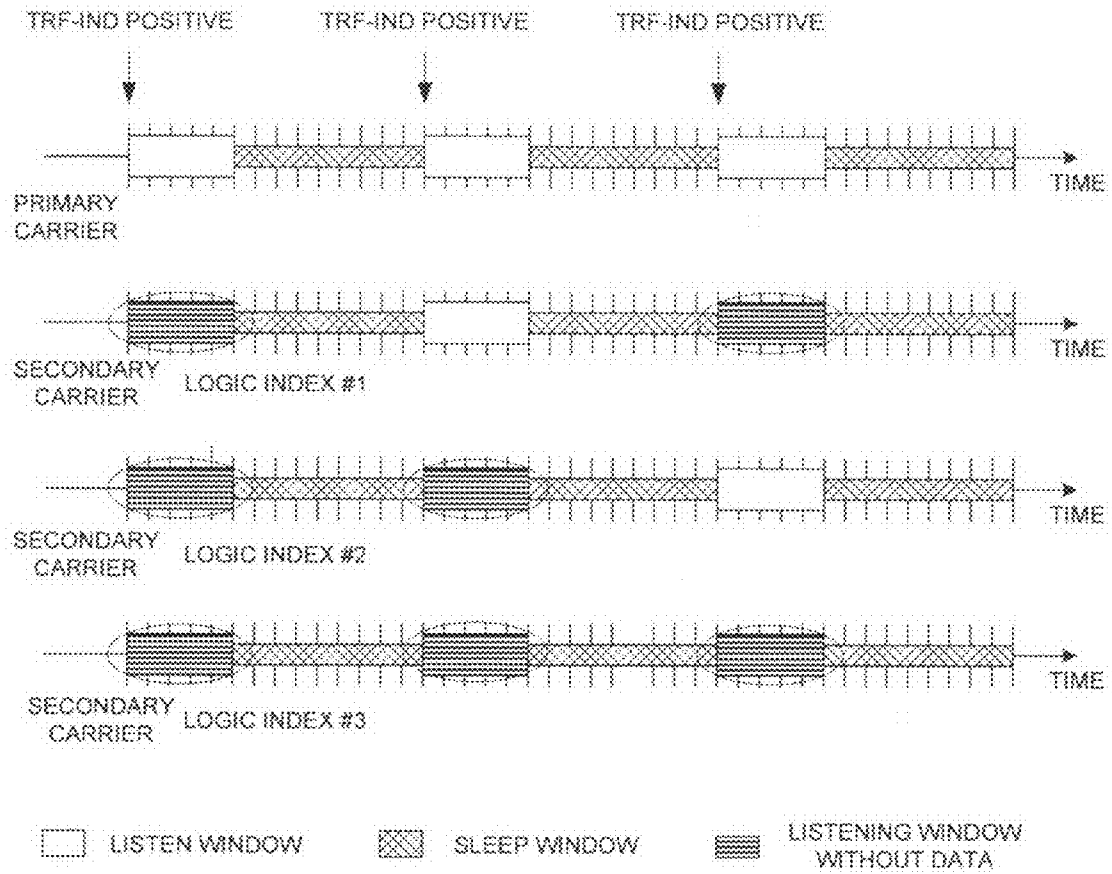 TRF-IND POSITIVE TRF-IND POSITIVE TRF-IND POSITIVE
TIME
PRIMARY
CARRIER
TIME
SECONDARY
CARRIER
LOGIC INDEX #1
TIME
SECONDARY
CARRIER
LOGIC INDEX #2
TIME
SECONDARY
CARRIER
LOGIC INDEX #3
LISTEN WINDOW
SLEEP WINDOW
LISTENING WINDOW
WITHOUT DATA